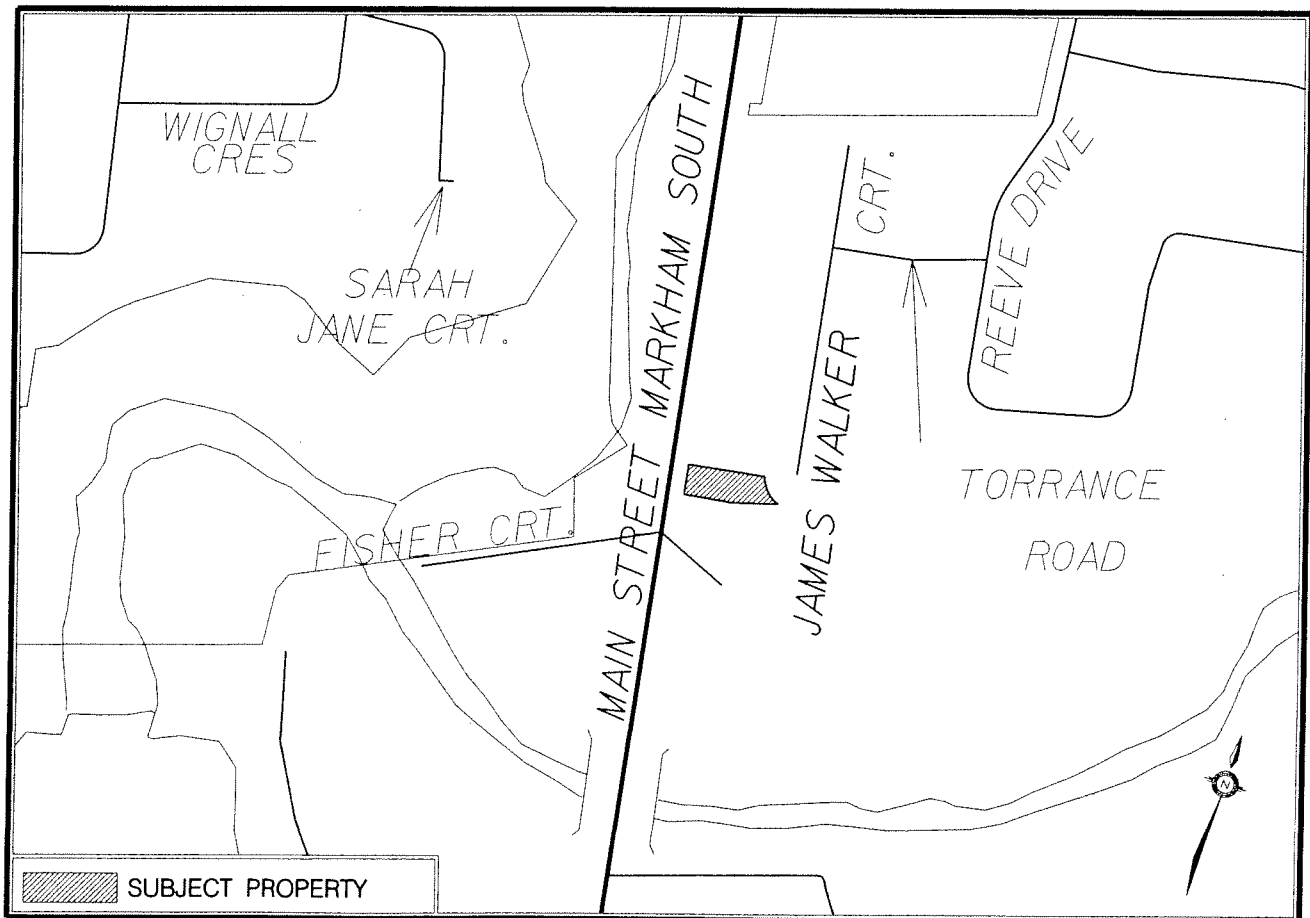 WIGNALL
CRES
SARAH
JANE CRT.
MAIN STREET MARKHAM SOUTH
CRT.
REEVE DRIVE
JAMES WALKER
TORRANCE
ROAD
FISHER CRT.
N
SUBJECT PROPERTY